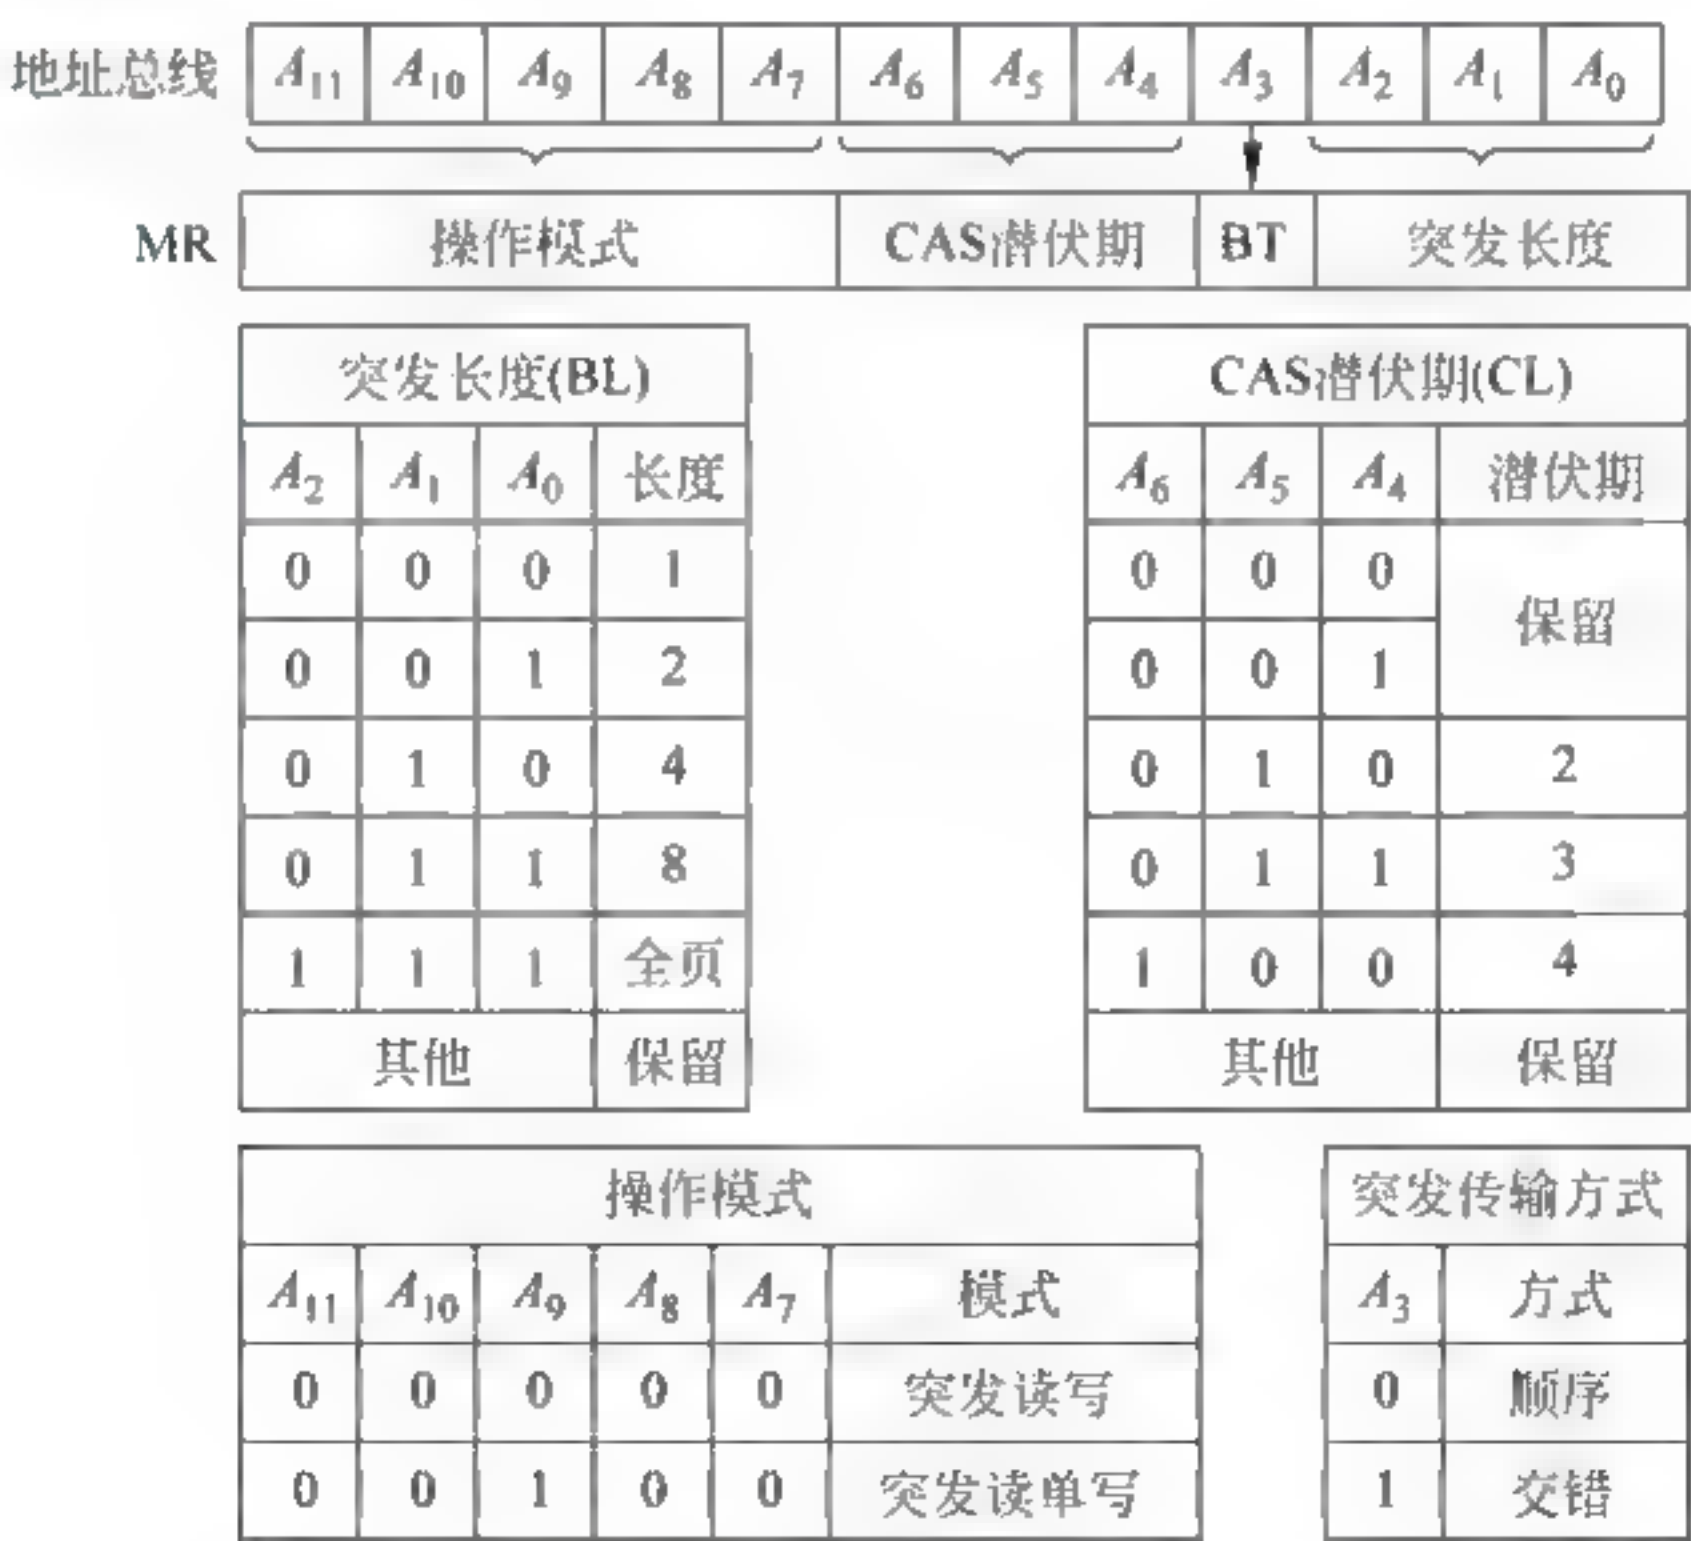 地址总线 A11 A10 A9 A8 A7 A6 A5 A4 A3 A2 A1 A0
MR 操作模式 CAS潜伏期 BT 突发长度
突发长度(BL)
A2 A1 A0 长度
0 0 0 1
0 0 1 2
0 1 0 4
0 1 1 8
1 1 1 全页
其他 保留
CAS潜伏期(CL)
A6 A5 A4 潜伏期
0 0 0 保留
0 0 1
0 1 0 2
0 1 1 3
1 0 0 4
其他 保留
操作模式
A11 A10 A9 A8 A7 模式
0 0 0 0 0 突发读写
0 0 1 0 0 突发读单写
突发传输方式
A3 方式
0 顺序
1 交错